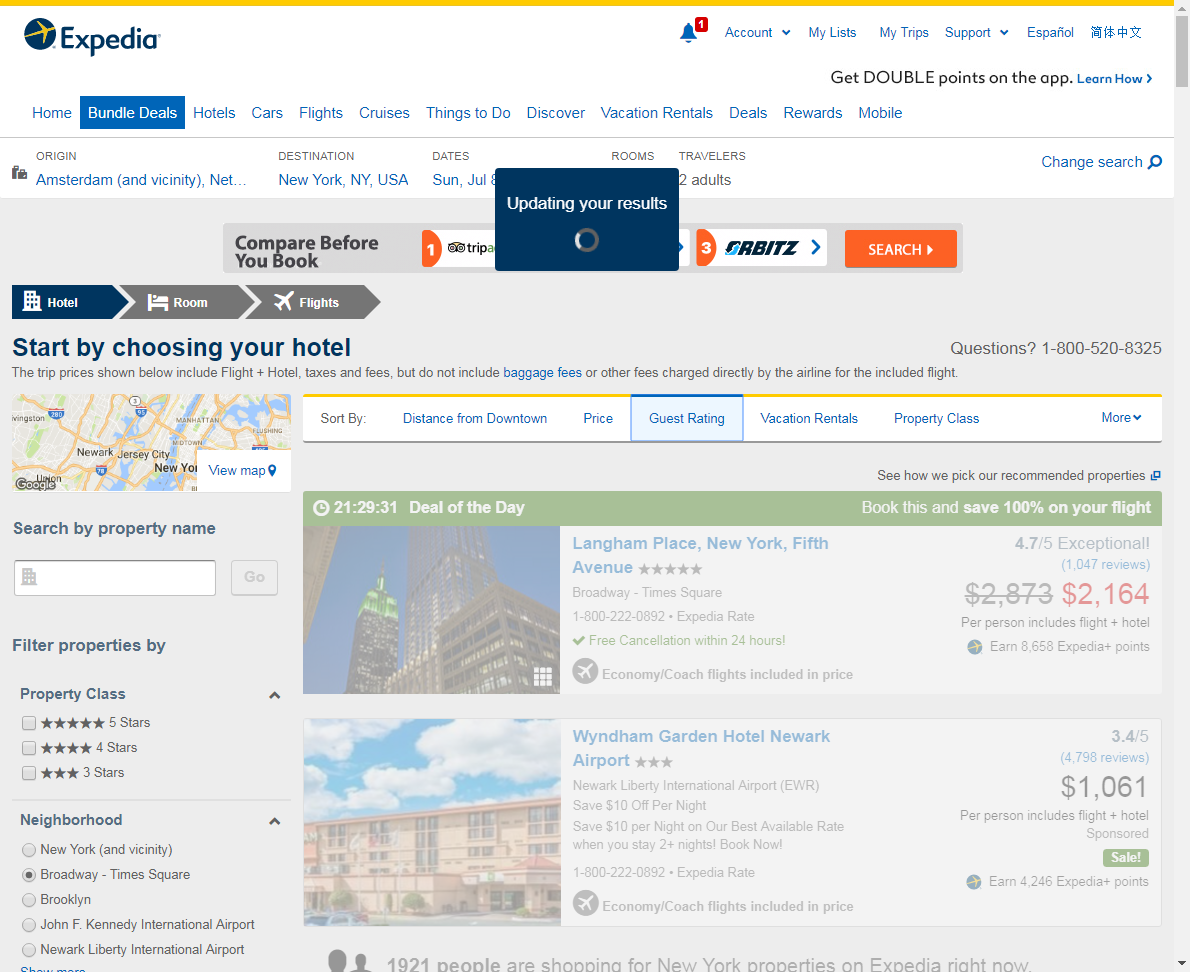 Expedia
1
Account
My Lists
My Trips
Support
Español
简体中文
Get DOUBLE points on the app. Learn How
Home
Bundle Deals
Hotels
Cars
Flights
Cruises
Things to Do
Discover
Vacation Rentals
Deals
Rewards
Mobile
ORIGIN
Amsterdam (and vicinity), Net...
DESTINATION
New York, NY, USA
DATES
Sun, Jul
ROOMS
TRAVELERS
2 adults
Change search
Updating your results
Compare Before
You Book
1
3 ORBITZ
SEARCH
Hotel
Room
Flights
Start by choosing your hotel
Questions? 1-800-520-8325
The trip prices shown below include Flight + Hotel, taxes and fees, but do not include baggage fees or other fees charged directly by the airline for the included flight.
MANHATTAN
FLUSHING
MIDTOWN
Newark
Jersey City
Union
Google
View map
Sort By:
Distance from Downtown
Price
Guest Rating
Vacation Rentals
Property Class
More
See how we pick our recommended properties
Search by property name
Go
Filter properties by
Property Class
5 Stars
4 Stars
3 Stars
Neighborhood
New York (and vicinity)
Broadway - Times Square
Brooklyn
John F. Kennedy International Airport
Newark Liberty International Airport
Show more
21:29:31 Deal of the Day
Book this and save 100% on your flight
Langham Place, New York, Fifth
Avenue
Broadway - Times Square
1-800-222-0892 • Expedia Rate
Free Cancellation within 24 hours!
Economy/Coach flights included in price
4.7/5 Exceptional!
(1,047 reviews)
$2,873 $2,164
Per person includes flight + hotel
Earn 8,658 Expedia+ points
Wyndham Garden Hotel Newark
Airport
Newark Liberty International Airport (EWR)
Save $10 Off Per Night
Save $10 per Night on Our Best Available Rate
when you stay 2+ nights! Book Now!
1-800-222-0892 • Expedia Rate
Economy/Coach flights included in price
3.4/5
(4,798 reviews)
$1,061
Per person includes flight + hotel
Sponsored
Sale!
Earn 4,246 Expedia+ points
1921 people are shopping for New York properties on Expedia right now.